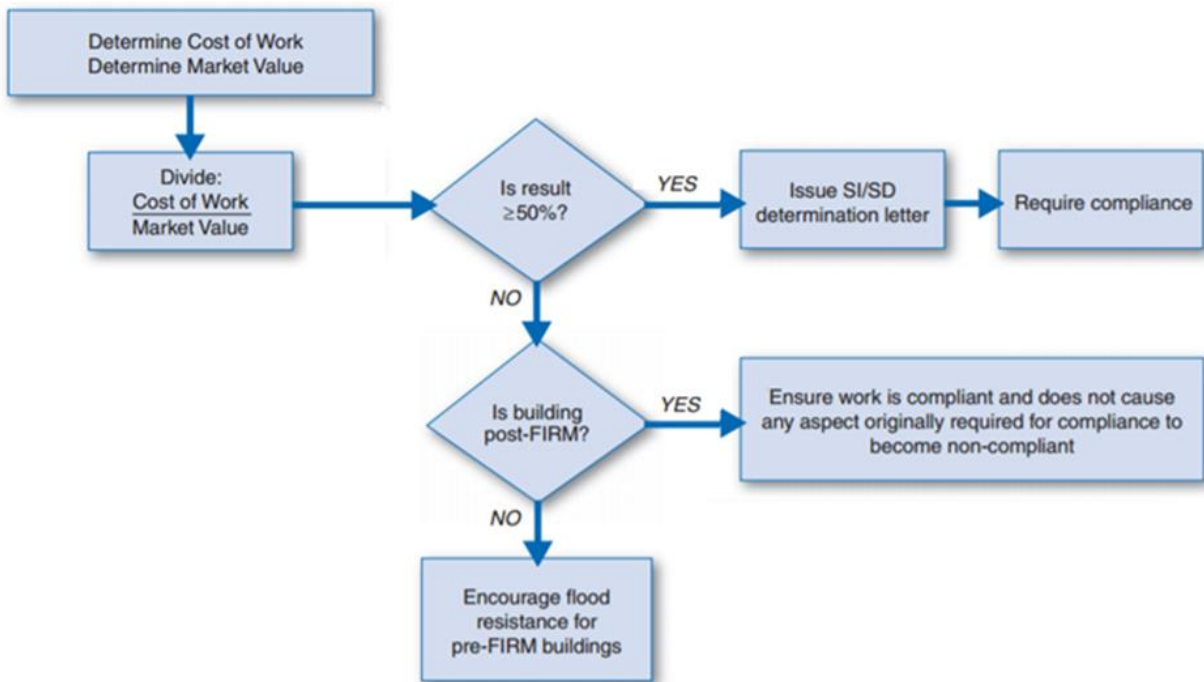 Determine Cost of Work
Determine Market Value
Divide:
Cost of Work
Market Value
Is result
≥50%?
YES
Issue SI/SD
determination letter
Require compliance
NO
Is building
post-FIRM?
YES
Ensure work is compliant and does not cause
any aspect originally required for compliance to
become non-compliant
NO
Encourage flood
resistance for
pre-FIRM buildings